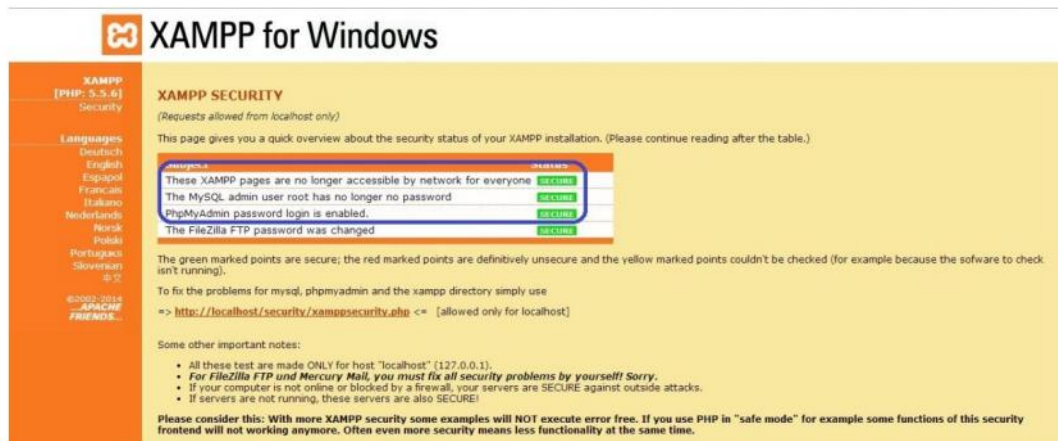 XAMPP for Windows
XAMPP
[PHP: 5.5.6]
Security
Languages
Deutsch
English
Espanol
Francais
Italiano
Nederlands
Norsk
Polski
Portugues
Slovenian
中文
©2002-2014
...APACHE
FRIENDS...
XAMPP SECURITY
(Requests allowed from localhost only)
This page gives you a quick overview about the security status of your XAMPP installation. (Please continue reading after the table.)
Subject Status
These XAMPP pages are no longer accessible by network for everyone SECURE
The MySQL admin user root has no longer no password SECURE
PhpMyAdmin password login is enabled. SECURE
The FileZilla FTP password was changed SECURE
The green marked points are secure; the red marked points are definitively unsecure and the yellow marked points couldn't be checked (for example because the sofware to check
isn't running).
To fix the problems for mysql, phpmyadmin and the xampp directory simply use
=> http://localhost/security/xamppsecurity.php <= [allowed only for localhost]
Some other important notes:
• All these test are made ONLY for host "localhost" (127.0.0.1).
• For FileZilla FTP und Mercury Mail, you must fix all security problems by yourself! Sorry.
• If your computer is not online or blocked by a firewall, your servers are SECURE against outside attacks.
• If servers are not running, these servers are also SECURE!
Please consider this: With more XAMPP security some examples will NOT execute error free. If you use PHP in "safe mode" for example some functions of this security
frontend will not working anymore. Often even more security means less functionality at the same time.